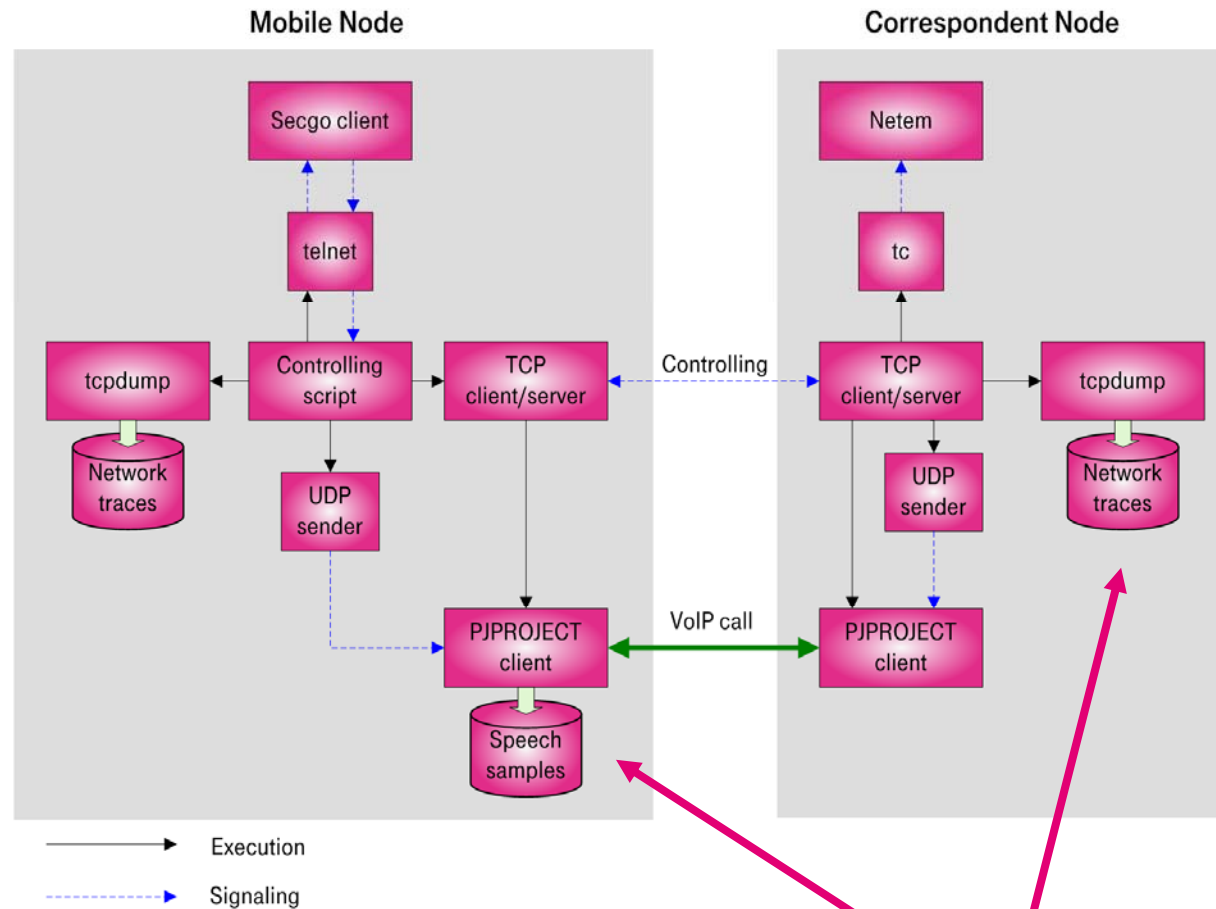 Mobile Node
Correspondent Node
Secgo client
Netem
telnet
tc
tcpdump
Controlling
script
TCP
client/server
Controlling
TCP
client/server
tcpdump
Network
traces
UDP
sender
UDP
sender
Network
traces
PJPROJECT
client
VoIP call
PJPROJECT
client
Speech
samples
Execution
Signaling